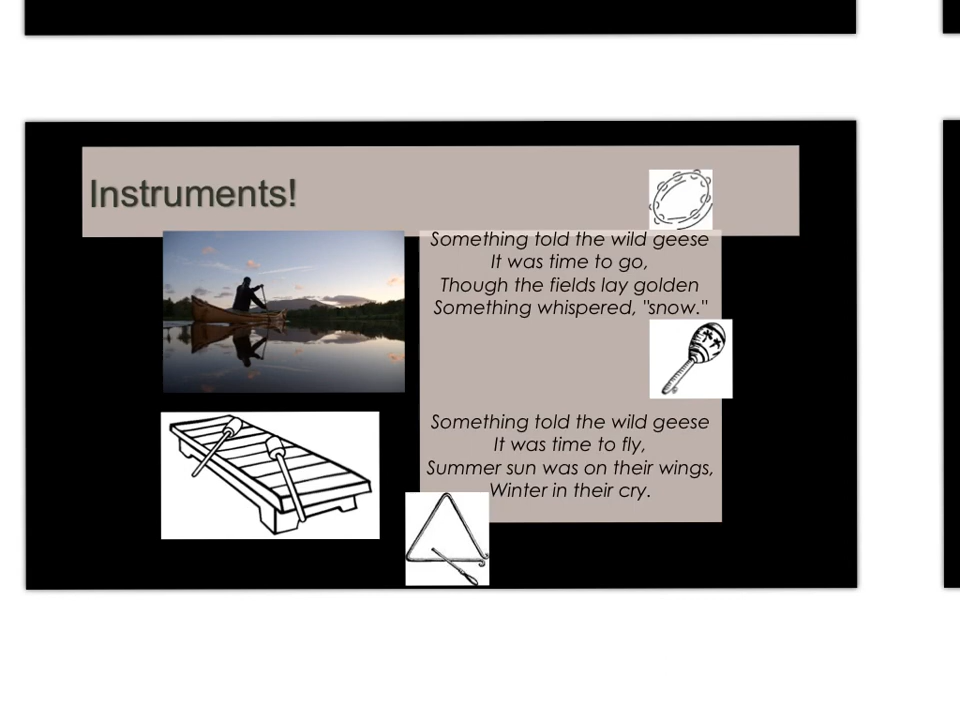 Instruments!
Something told the wild geese
It was time to go,
Though the fields lay golden
Something whispered, "snow."
Something told the wild geese
It was time to fly,
Summer sun was on their wings,
Winter in their cry.